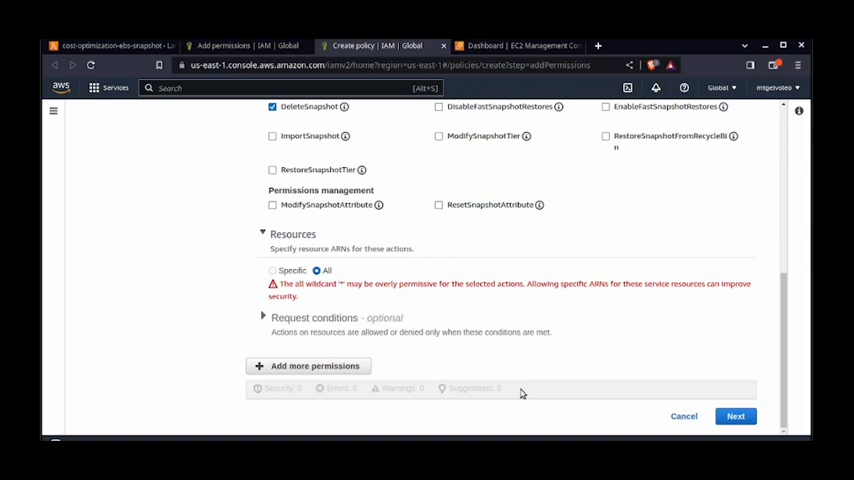 cost-optimization-ebs-snapshot - La
Add permissions | IAM | Global
Create policy | IAM | Global
Dashboard | EC2 Management Con
us-east-1.console.aws.amazon.com/iamv2/home?region=us-east-1#/policies/create?step=addPermissions
aws
Services
Search
[Alt+S]
Global
mtgelvoleo
DeleteSnapshot
DisableFastSnapshotRestores
EnableFastSnapshotRestores
ImportSnapshot
ModifySnapshotTier
RestoreSnapshotFromRecycleBi
n
RestoreSnapshotTier
Permissions management
ModifySnapshotAttribute
ResetSnapshotAttribute
Resources
Specify resource ARNs for these actions.
Specific
All
The all wildcard '*' may be overly permissive for the selected actions. Allowing specific ARNs for these service resources can improve
security.
Request conditions - optional
Actions on resources are allowed or denied only when these conditions are met.
Add more permissions
Security: 0
Errors: 0
Warnings: 0
Suggestions: 0
Cancel
Next